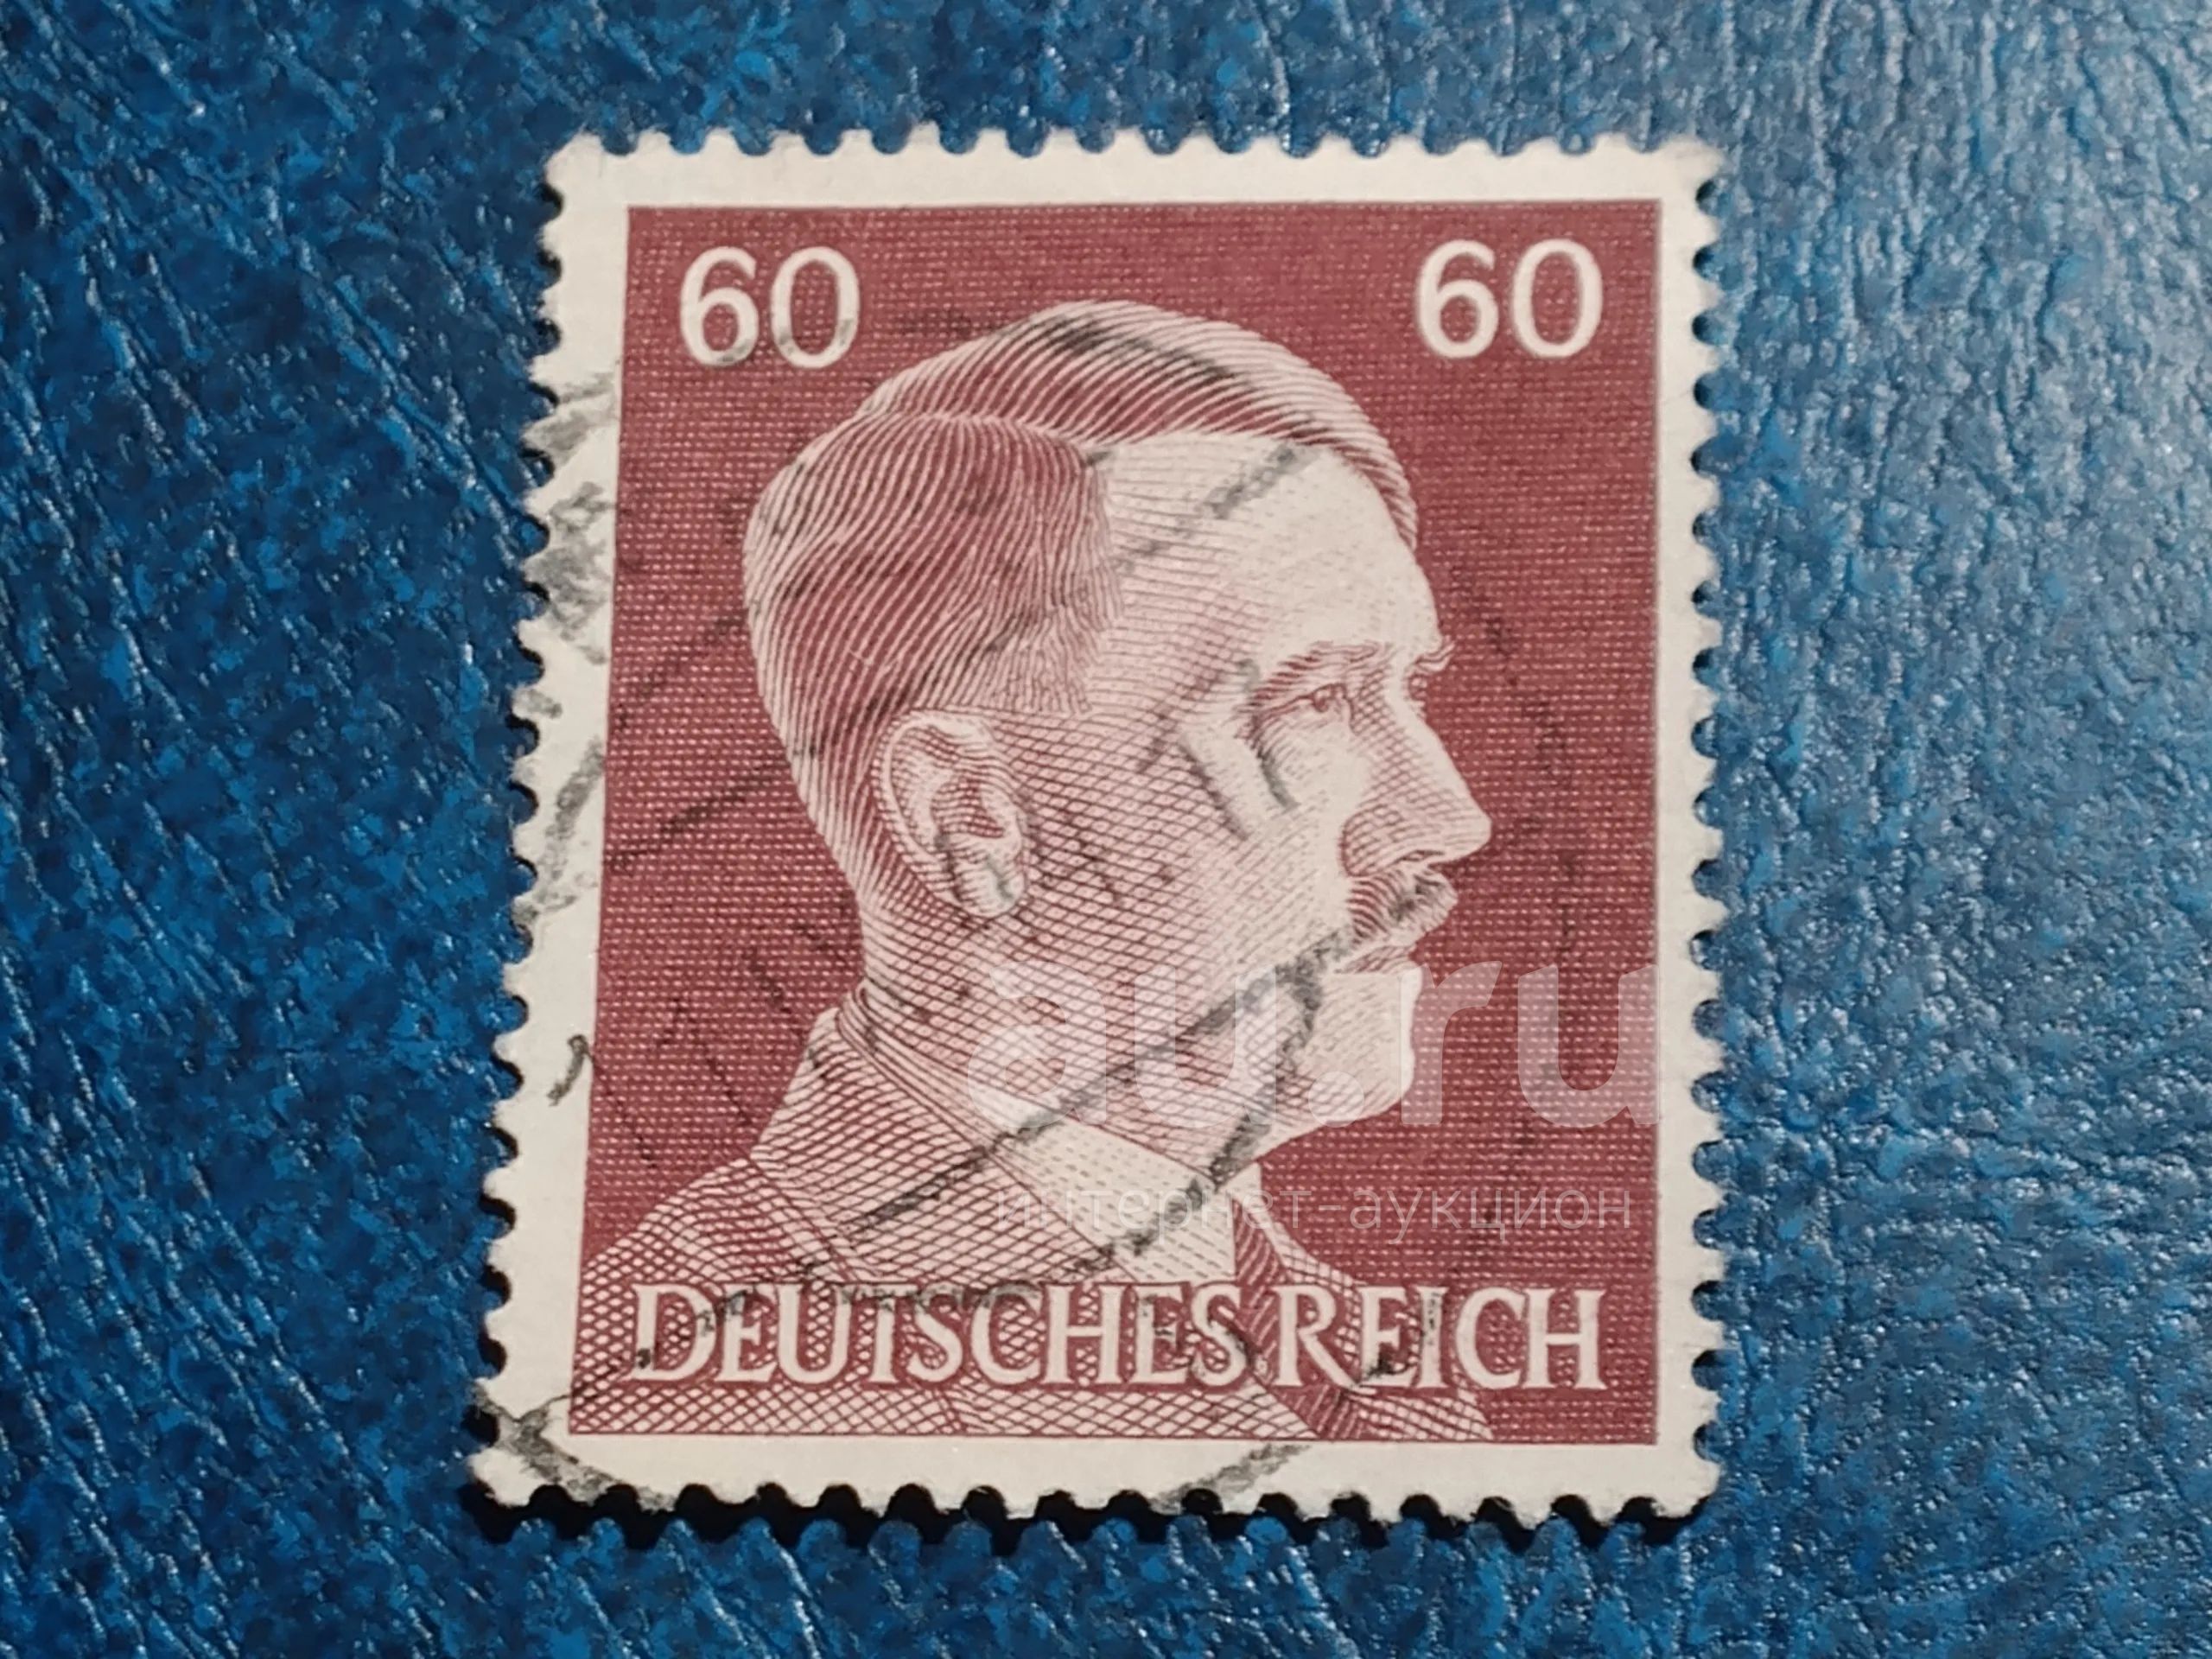 60 60
au.ru
интернет-аукцион
DEUTSCHES REICH